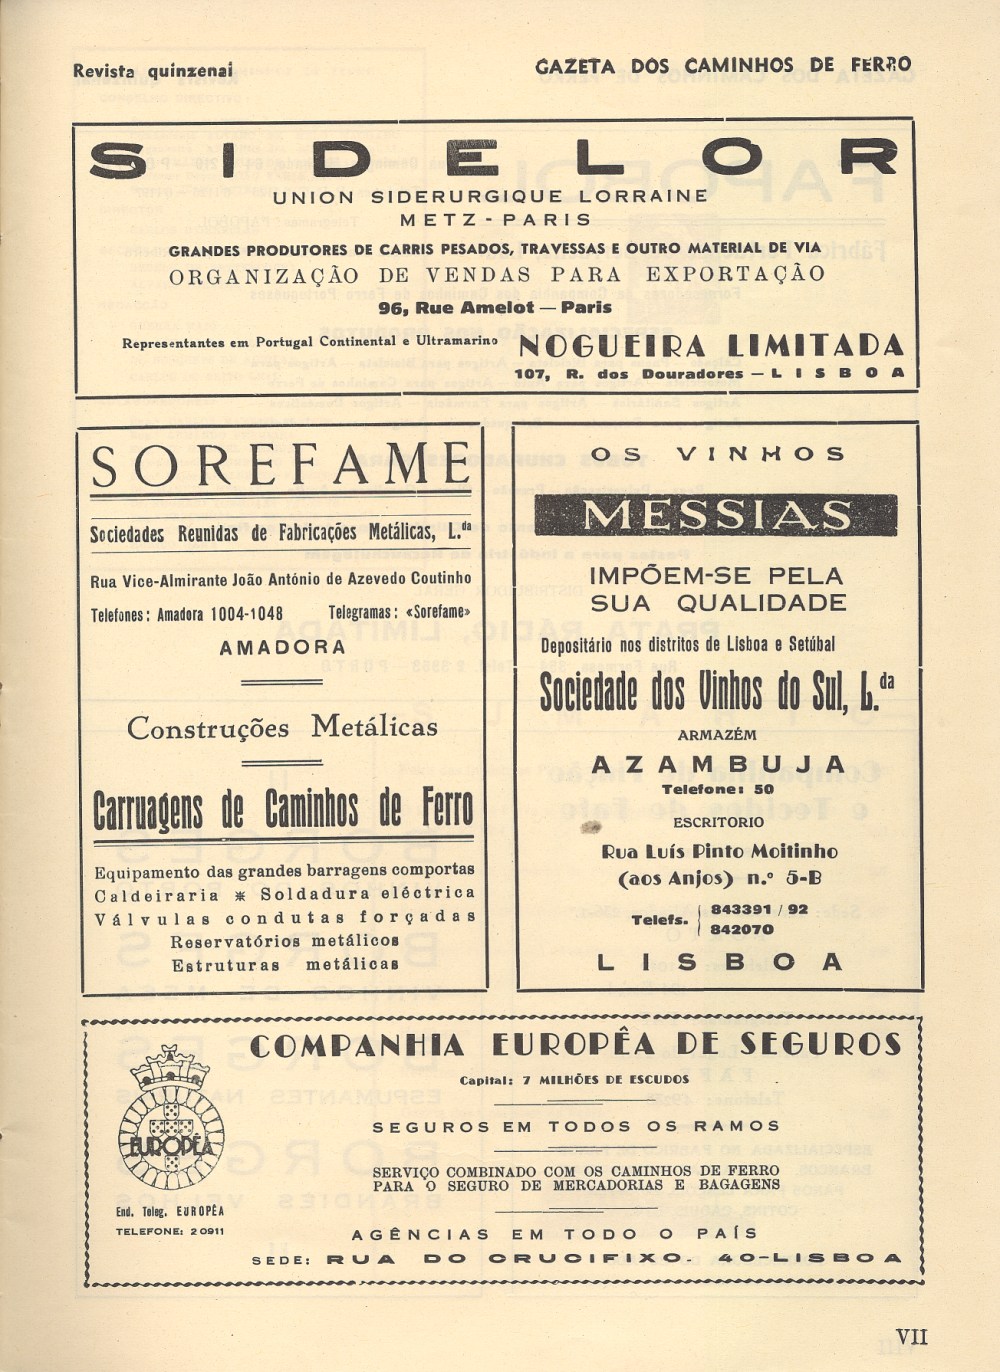 Revista quinzenal
GAZETA DOS CAMINHOS DE FERRO
SIDELOR
UNION SIDERURGIQUE LORRAINE
METZ - PARIS
GRANDES PRODUTORES DE CARRIS PESADOS, TRAVESSAS E OUTRO MATERIAL DE VIA
ORGANIZAÇÃO DE VENDAS PARA EXPORTAÇÃO
96, Rue Amelot — Paris
Representantes em Portugal Continental e Ultramarino
NOGUEIRA LIMITADA
107, R. dos Douradores — LISBOA
SOREFAME
Sociedades Reunidas de Fabricações Metálicas, L.da
Rua Vice-Almirante João António de Azevedo Coutinho
Telefones: Amadora 1004-1048 Telegramas: «Sorefame»
AMADORA
Construções Metálicas
Carruagens de Caminhos de Ferro
Equipamento das grandes barragens comportas
Caldeiraria * Soldadura eléctrica
Válvulas condutas forçadas
Reservatórios metálicos
Estruturas metálicas
OS VINHOS
MESSIAS
IMPÕEM-SE PELA
SUA QUALIDADE
Depositário nos distritos de Lisboa e Setúbal
Sociedade dos Vinhos do Sul, L.da
ARMAZÉM
AZAMBUJA
Telefone: 50
ESCRITORIO
Rua Luís Pinto Moitinho
(aos Anjos) n.º 5-B
Telefs. 843391/92
842070
LISBOA
COMPANHIA EUROPÊA DE SEGUROS
Capital: 7 MILHÕES DE ESCUDOS
SEGUROS EM TODOS OS RAMOS
SERVIÇO COMBINADO COM OS CAMINHOS DE FERRO
PARA O SEGURO DE MERCADORIAS E BAGAGENS
AGÊNCIAS EM TODO O PAÍS
SEDE: RUA DO CRUCIFIXO. 40-LISBOA
EUROPÊA
End. Teleg. EUROPÊA
TELEFONE: 20911
VII